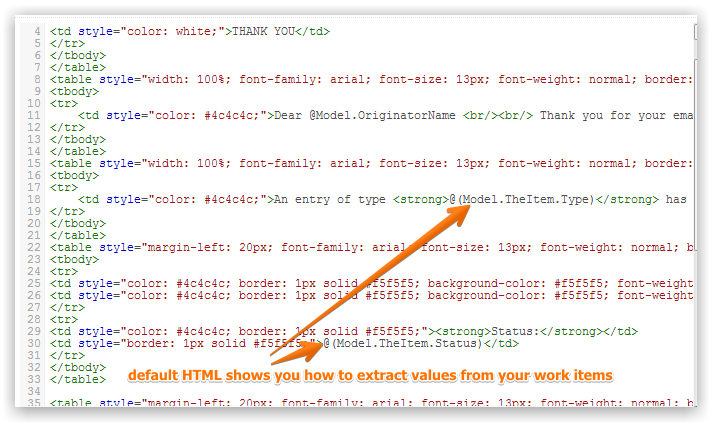 4 <td style="color: white;">THANK YOU</td>
5 </tr>
6 </tbody>
7 </table>
8 <table style="width: 100%; font-family: arial; font-size: 13px; font-weight: normal; border:
9 <tbody>
10 <tr>
11 <td style="color: #4c4c4c;">Dear @Model.OriginatorName <br/><br/> Thank you for your ema
12 </tr>
13 </tbody>
14 </table>
15 <table style="width: 100%; font-family: arial; font-size: 13px; font-weight: normal; border:
16 <tbody>
17 <tr>
18 <td style="color: #4c4c4c;">An entry of type <strong>@(Model.TheItem.Type)</strong> has
19 </tr>
20 </tbody>
21 </table>
22 <table style="margin-left: 20px; font-family: arial; font-size: 13px; font-weight: normal; b
23 <tbody>
24 <tr>
25 <td style="color: #4c4c4c; border: 1px solid #f5f5f5; background-color: #f5f5f5; font-weight
26 <td style="color: #4c4c4c; border: 1px solid #f5f5f5; background-color: #f5f5f5; font-weight
27 </tr>
28 <tr>
29 <td style="color: #4c4c4c; border: 1px solid #f5f5f5;"><strong>Status:</strong></td>
30 <td style="border: 1px solid #f5f5f5;">@(Model.TheItem.Status)</td>
31 </tr>
32 </tbody>
33 </table>
default HTML shows you how to extract values from your work items
34
35 <table style="margin-left: 20px; font-family: arial; font-size: 13px; font-weight: normal; b